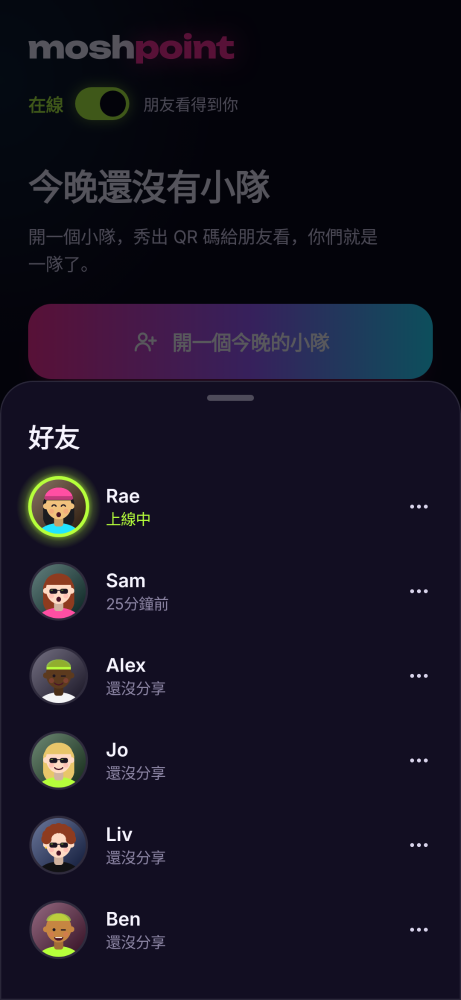 moshpoint
在線
朋友看得到你
今晚還沒有小隊
開一個小隊，秀出 QR 碼給朋友看，你們就是
一隊了。
開一個今晚的小隊
好友
Rae
上線中
Sam
25分鐘前
Alex
還沒分享
Jo
還沒分享
Liv
還沒分享
Ben
還沒分享